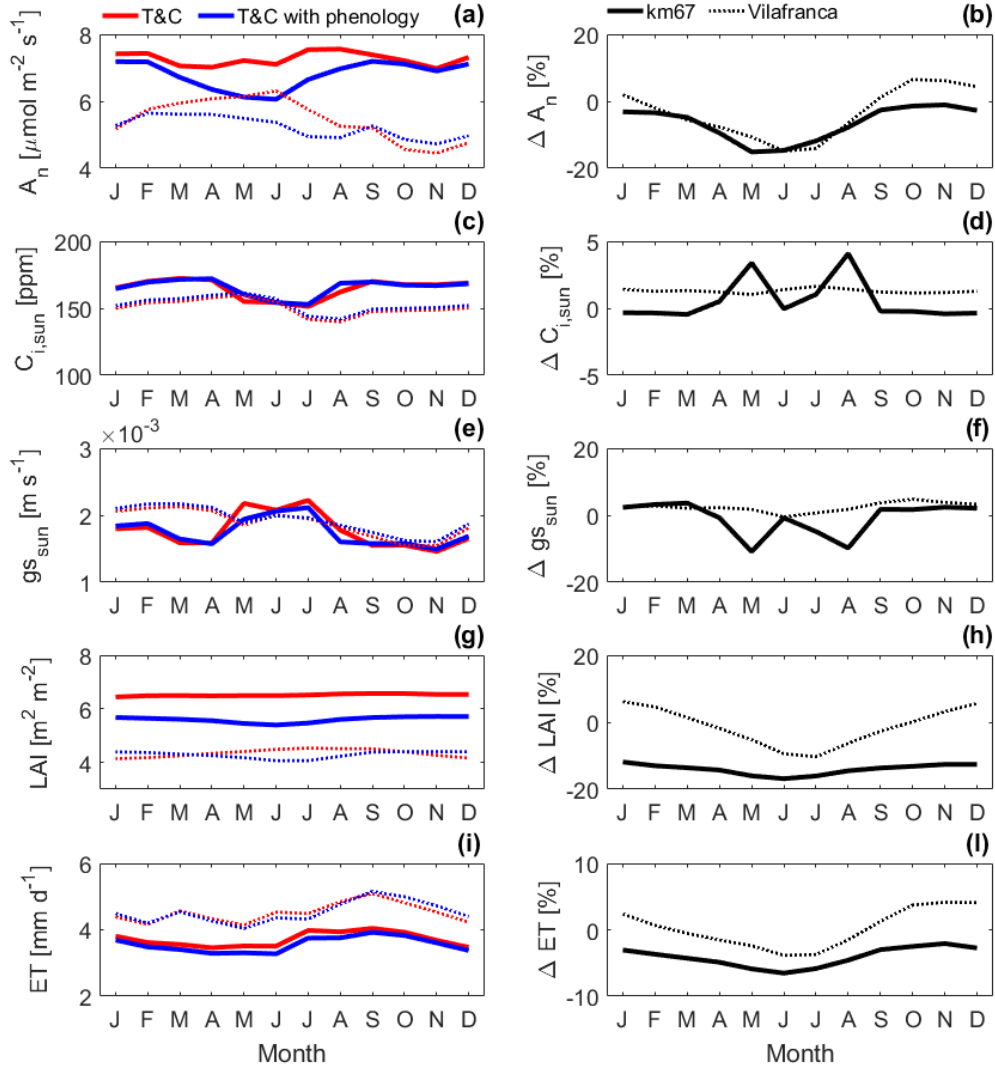 T&C T&C with phenology (a)
8
6
4
A_n [μmol m^-2 s^-1]
J F M A M J J A S O N D
km67 Vilafranca (b)
20
0
-20
Δ A_n [%]
J F M A M J J A S O N D
(c)
200
150
100
C_i,sun [ppm]
J F M A M J J A S O N D
(d)
5
0
-5
Δ C_i,sun [%]
J F M A M J J A S O N D
×10^-3 (e)
3
2
1
gs_sun [m s^-1]
J F M A M J J A S O N D
(f)
20
0
-20
Δ gs_sun [%]
J F M A M J J A S O N D
(g)
8
6
4
LAI [m^2 m^-2]
J F M A M J J A S O N D
(h)
20
0
-20
Δ LAI [%]
J F M A M J J A S O N D
(i)
6
4
2
ET [mm d^-1]
J F M A M J J A S O N D
Month
(l)
10
0
-10
Δ ET [%]
J F M A M J J A S O N D
Month